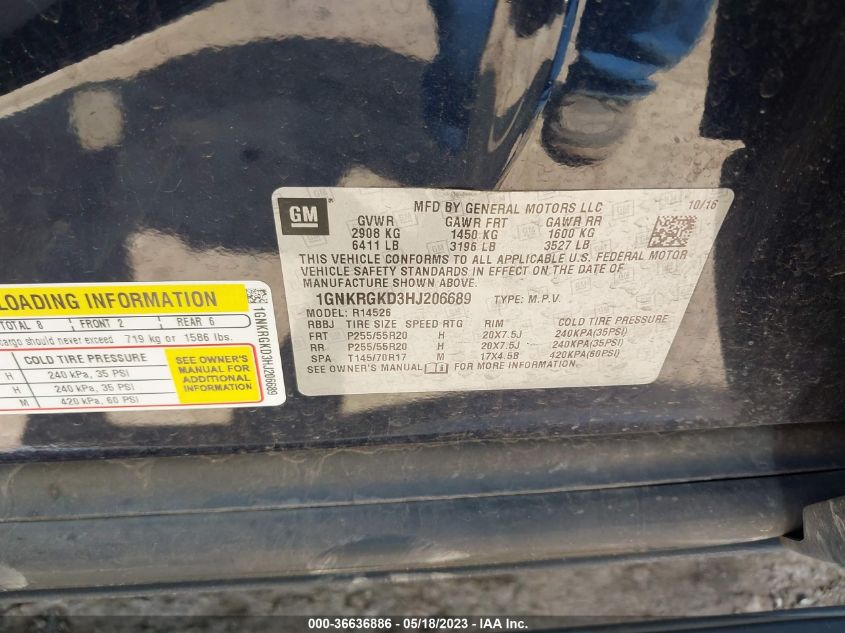 GM
MFD BY GENERAL MOTORS LLC
10/16
GVWR GAWR FRT GAWR RR
2908 KG 1450 KG 1600 KG
6411 LB 3196 LB 3527 LB
THIS VEHICLE CONFORMS TO ALL APPLICABLE U.S. FEDERAL MOTOR
VEHICLE SAFETY STANDARDS IN EFFECT ON THE DATE OF
MANUFACTURE SHOWN ABOVE.
1GNKRGKD3HJ206689 TYPE: M.P.V.
MODEL: R14526
RBBJ TIRE SIZE SPEED RTG RIM COLD TIRE PRESSURE
FRT P255/55R20 H 20X7.5J 240KPA(35PSI)
RR P255/55R20 H 20X7.5J 240KPA(35PSI)
SPA T145/70R17 M 17X4.5B 420KPA(60PSI)
SEE OWNER'S MANUAL FOR MORE INFORMATION.
LOADING INFORMATION
TOTAL 8 FRONT 2 REAR 6
cargo should never exceed 719 kg or 1586 lbs.
COLD TIRE PRESSURE
H 240 kPa, 35 PSI
H 240 kPa, 35 PSI
M 420 kPa, 60 PSI
SEE OWNER'S
MANUAL FOR
ADDITIONAL
INFORMATION
1GNKRGKD3HJ206689
000-36636886 - 05/18/2023 - IAA Inc.